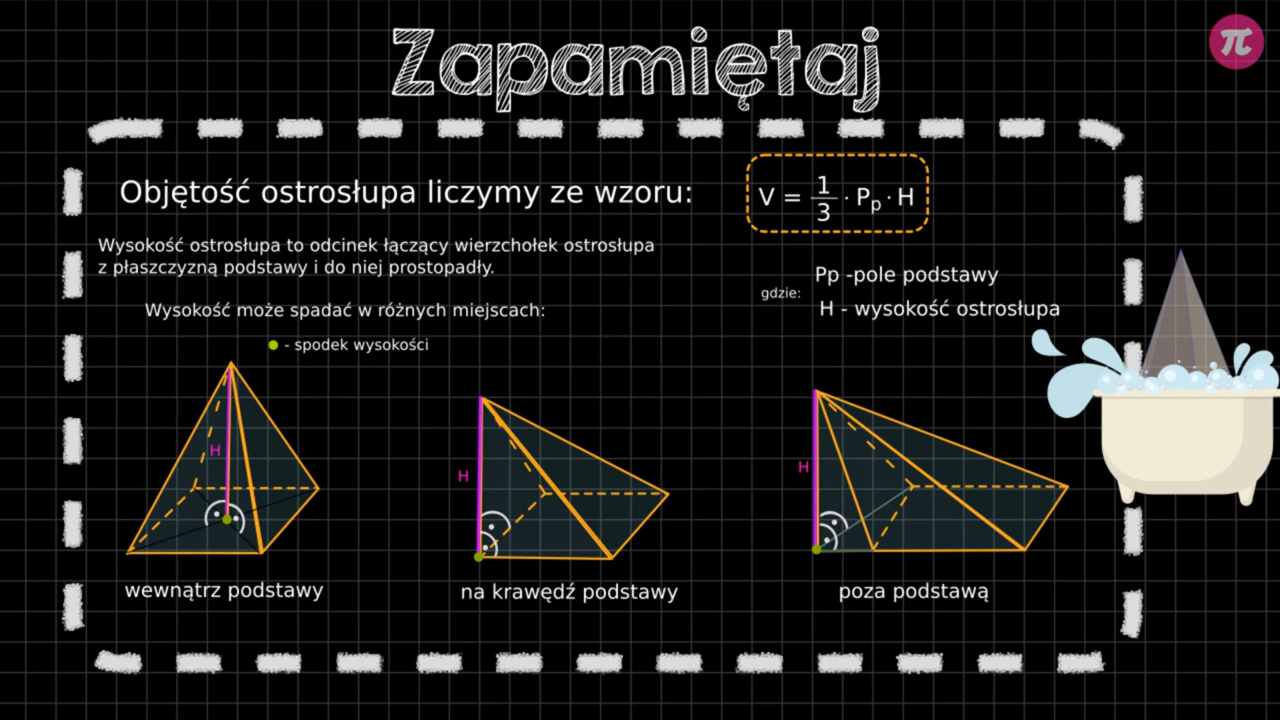 Zapamiętaj
π
Objętość ostrosłupa liczymy ze wzoru:
V = 1/3 · Pp · H
Wysokość ostrosłupa to odcinek łączący wierzchołek ostrosłupa
z płaszczyzną podstawy i do niej prostopadły.
gdzie:
Pp -pole podstawy
H - wysokość ostrosłupa
Wysokość może spadać w różnych miejscach:
- spodek wysokości
H
H
H
wewnątrz podstawy
na krawędź podstawy
poza podstawą